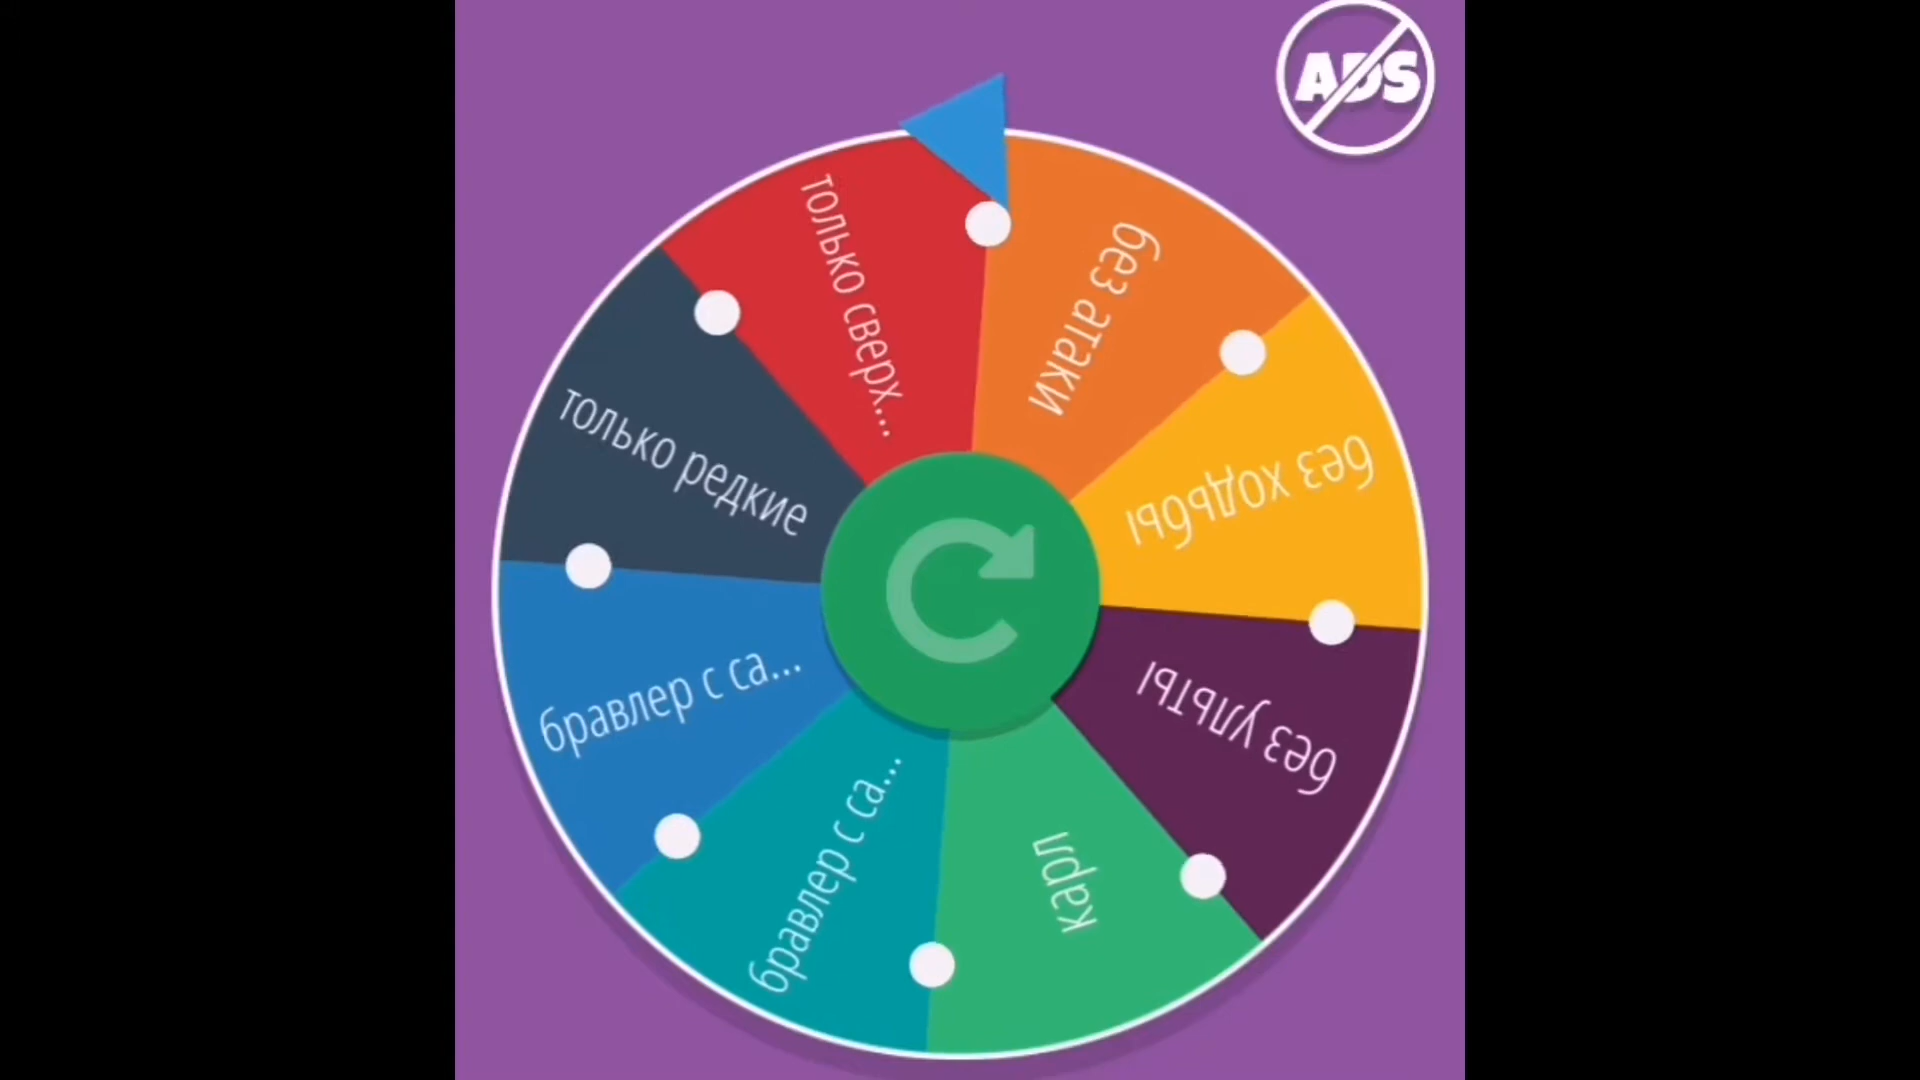 ADS
только сверх...
без атаки
без ходьбы
без ульты
карл
бравлер с са...
бравлер с са...
только редкие